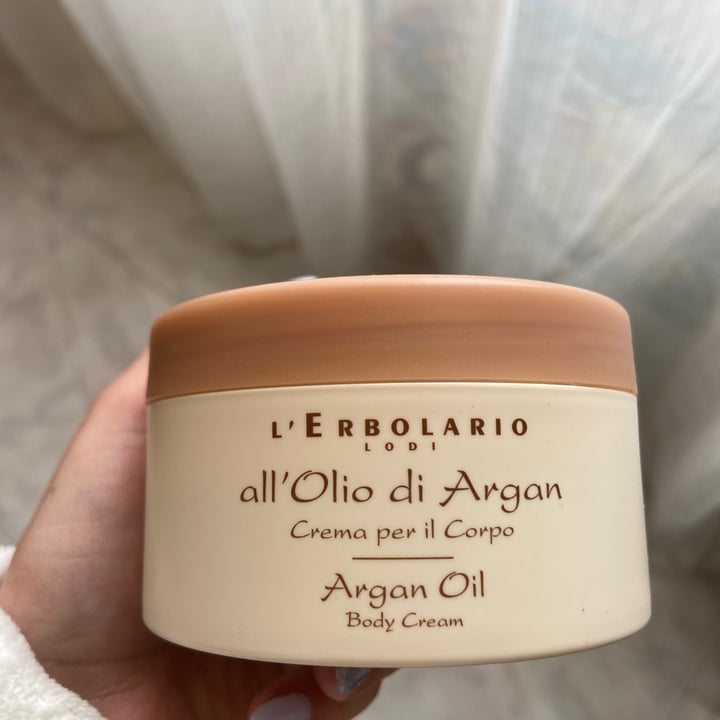 L'ERBOLARIO
LODI
all'Olio di Argan
Crema per il Corpo
Argan Oil
Body Cream